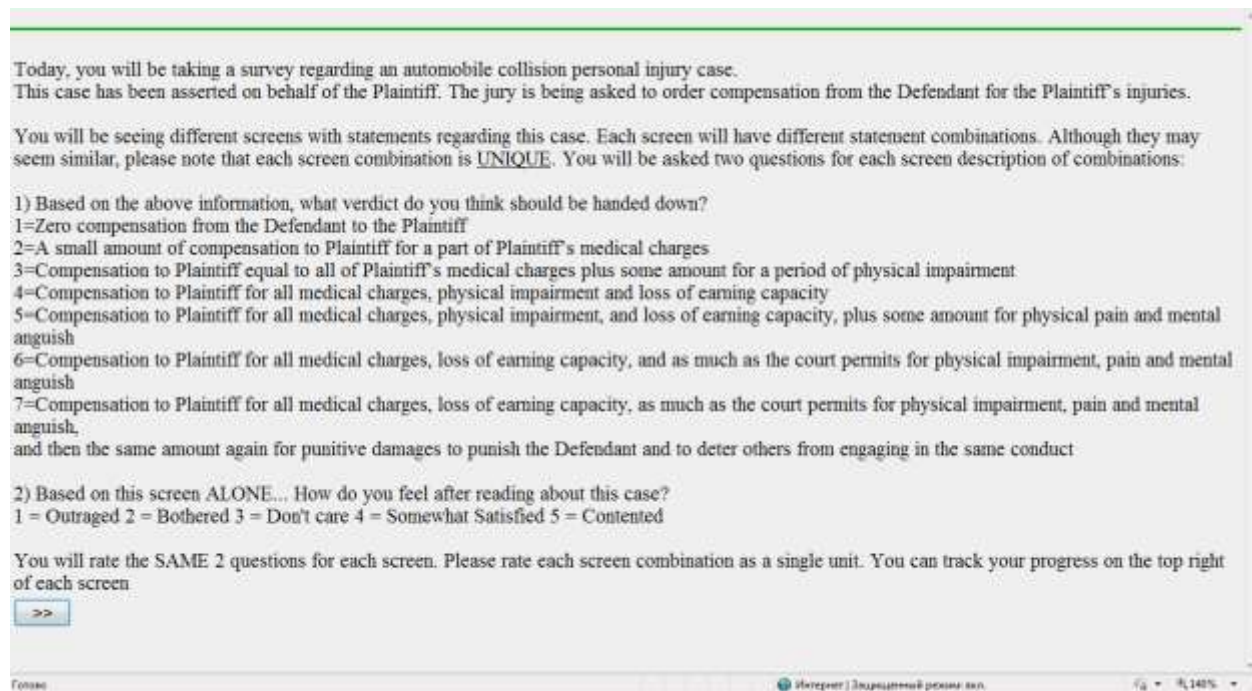 Today, you will be taking a survey regarding an automobile collision personal injury case.
This case has been asserted on behalf of the Plaintiff. The jury is being asked to order compensation from the Defendant for the Plaintiff's injuries.
You will be seeing different screens with statements regarding this case. Each screen will have different statement combinations. Although they may
seem similar, please note that each screen combination is UNIQUE. You will be asked two questions for each screen description of combinations:
1) Based on the above information, what verdict do you think should be handed down?
1=Zero compensation from the Defendant to the Plaintiff
2=A small amount of compensation to Plaintiff for a part of Plaintiff's medical charges
3=Compensation to Plaintiff equal to all of Plaintiff's medical charges plus some amount for a period of physical impairment
4=Compensation to Plaintiff for all medical charges, physical impairment and loss of earning capacity
5=Compensation to Plaintiff for all medical charges, physical impairment, and loss of earning capacity, plus some amount for physical pain and mental
anguish
6=Compensation to Plaintiff for all medical charges, loss of earning capacity, and as much as the court permits for physical impairment, pain and mental
anguish
7=Compensation to Plaintiff for all medical charges, loss of earning capacity, as much as the court permits for physical impairment, pain and mental
anguish,
and then the same amount again for punitive damages to punish the Defendant and to deter others from engaging in the same conduct
2) Based on this screen ALONE... How do you feel after reading about this case?
1 = Outraged 2 = Bothered 3 = Don't care 4 = Somewhat Satisfied 5 = Contented
You will rate the SAME 2 questions for each screen. Please rate each screen combination as a single unit. You can track your progress on the top right
of each screen
>>
Готово Интернет | Защищенный режим: вкл. 140%